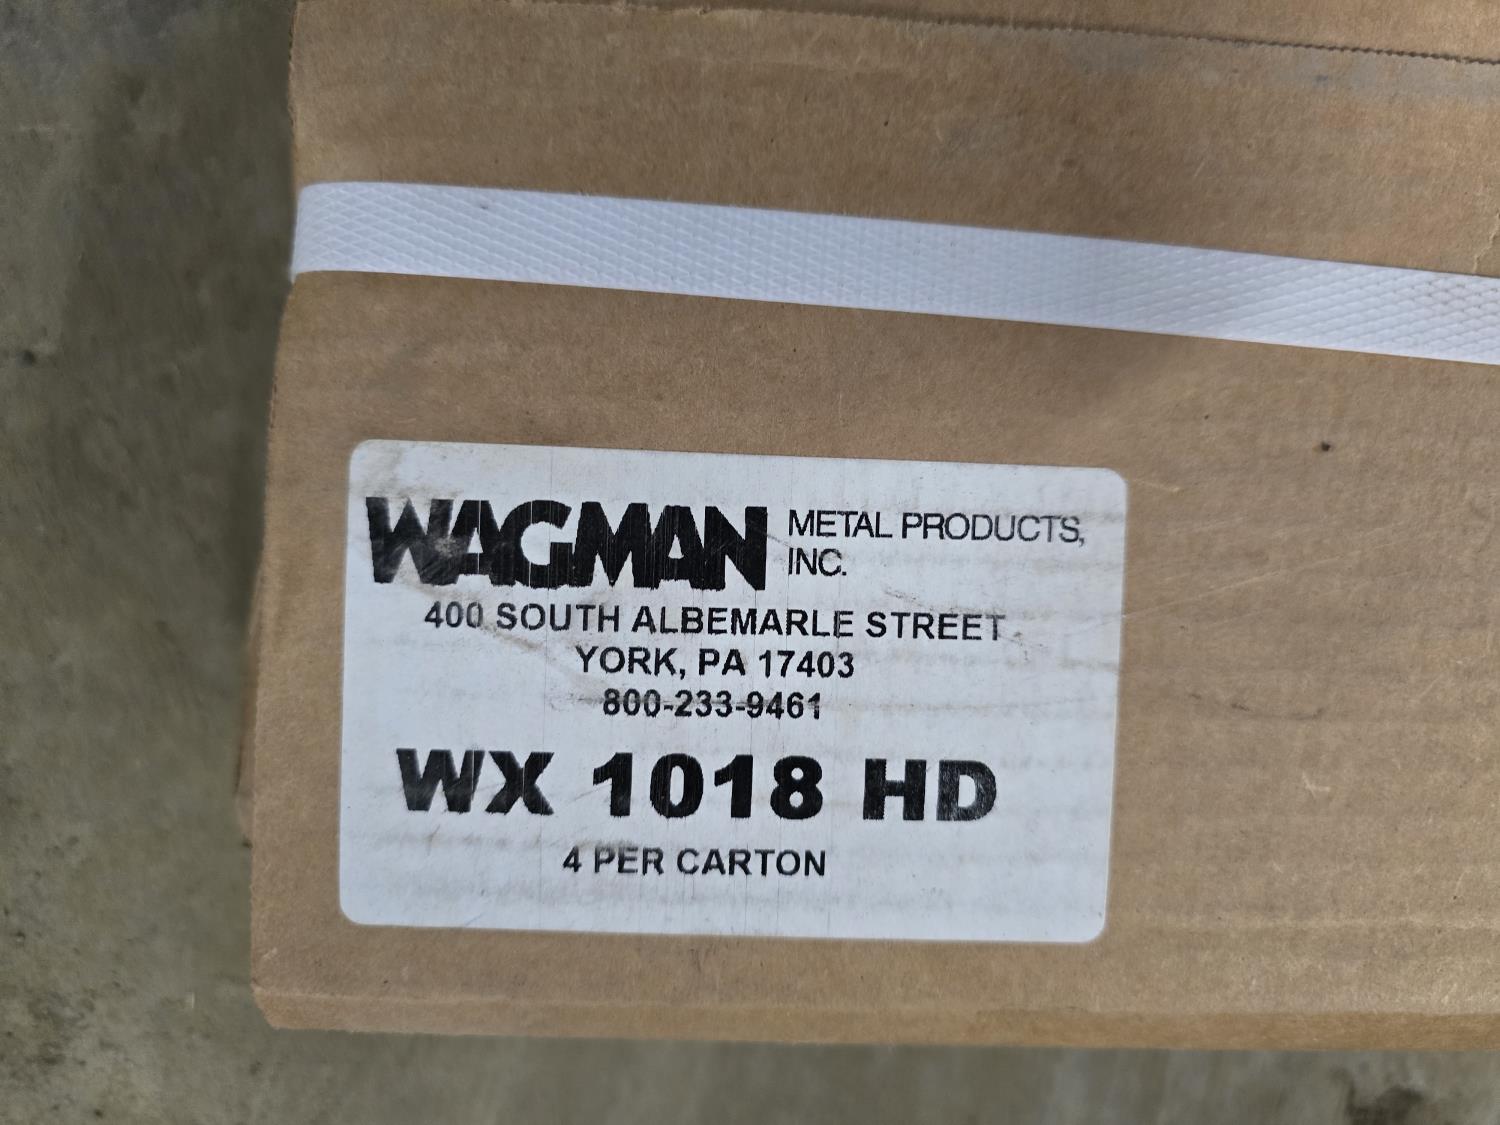 WAGMAN METAL PRODUCTS,
INC.
400 SOUTH ALBEMARLE STREET
YORK, PA 17403
800-233-9461
WX 1018 HD
4 PER CARTON